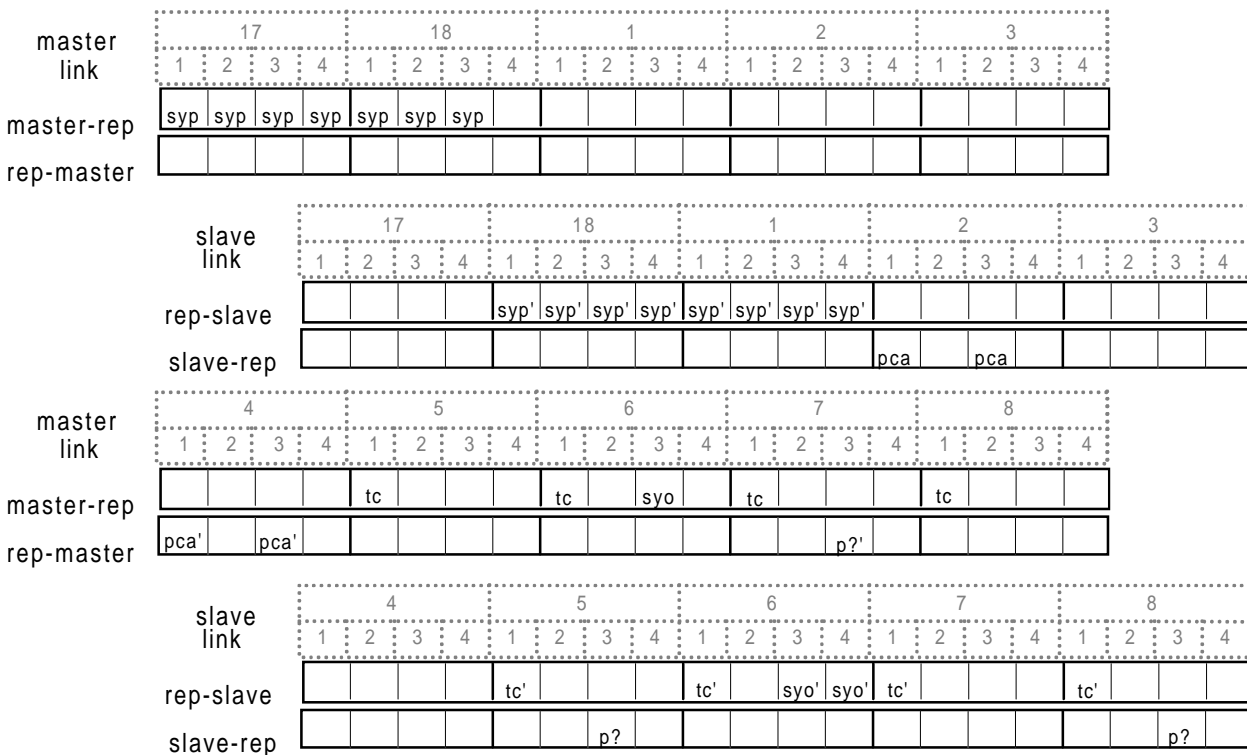 master link 17 18 1 2 3
1 2 3 4 1 2 3 4 1 2 3 4 1 2 3 4 1 2 3 4
master-rep syp syp syp syp syp syp syp
rep-master
slave link 17 18 1 2 3
1 2 3 4 1 2 3 4 1 2 3 4 1 2 3 4 1 2 3 4
rep-slave syp' syp' syp' syp' syp' syp' syp' syp'
slave-rep pca pca
master link 4 5 6 7 8
1 2 3 4 1 2 3 4 1 2 3 4 1 2 3 4 1 2 3 4
master-rep tc tc syo tc tc
rep-master pca' pca' p?'
slave link 4 5 6 7 8
1 2 3 4 1 2 3 4 1 2 3 4 1 2 3 4 1 2 3 4
rep-slave tc' tc' syo' syo' tc' tc'
slave-rep p? p?